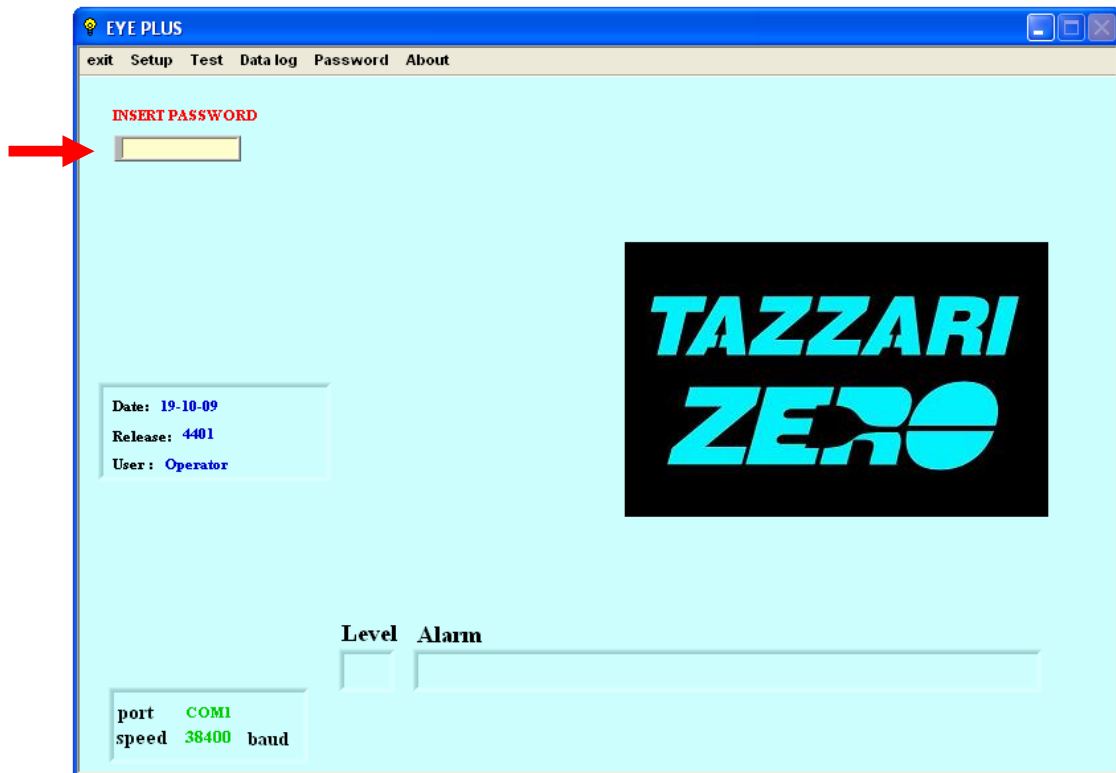 EYE PLUS
exit Setup Test Data log Password About
INSERT PASSWORD
TAZZARI
ZERO
Date: 19-10-09
Release: 4401
User : Operator
Level Alarm
port COM1
speed 38400 baud